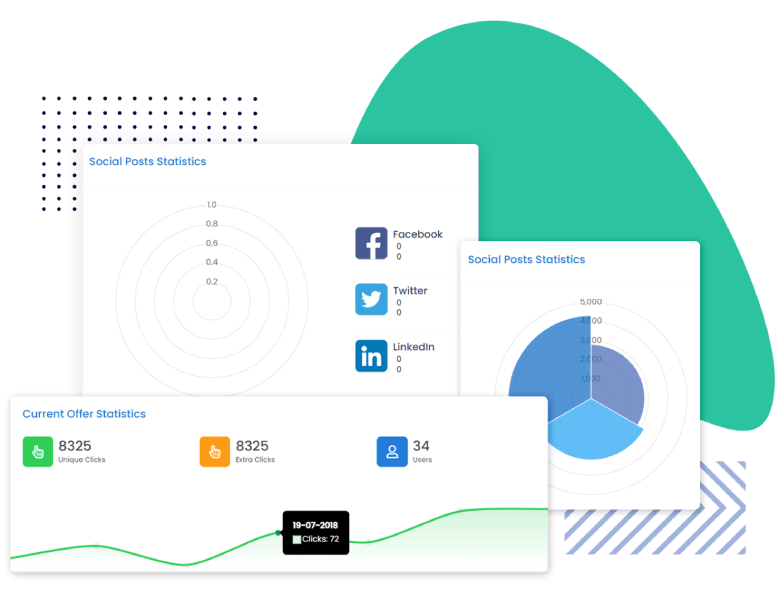 Social Posts Statistics
1.0
0.8
0.6
0.4
0.2
Facebook
0
0
Twitter
0
0
LinkedIn
0
0
Social Posts Statistics
5,000
4,000
3,000
2,000
1,000
Current Offer Statistics
8325
Unique Clicks
8325
Extra Clicks
34
Users
19-07-2018
Clicks: 72